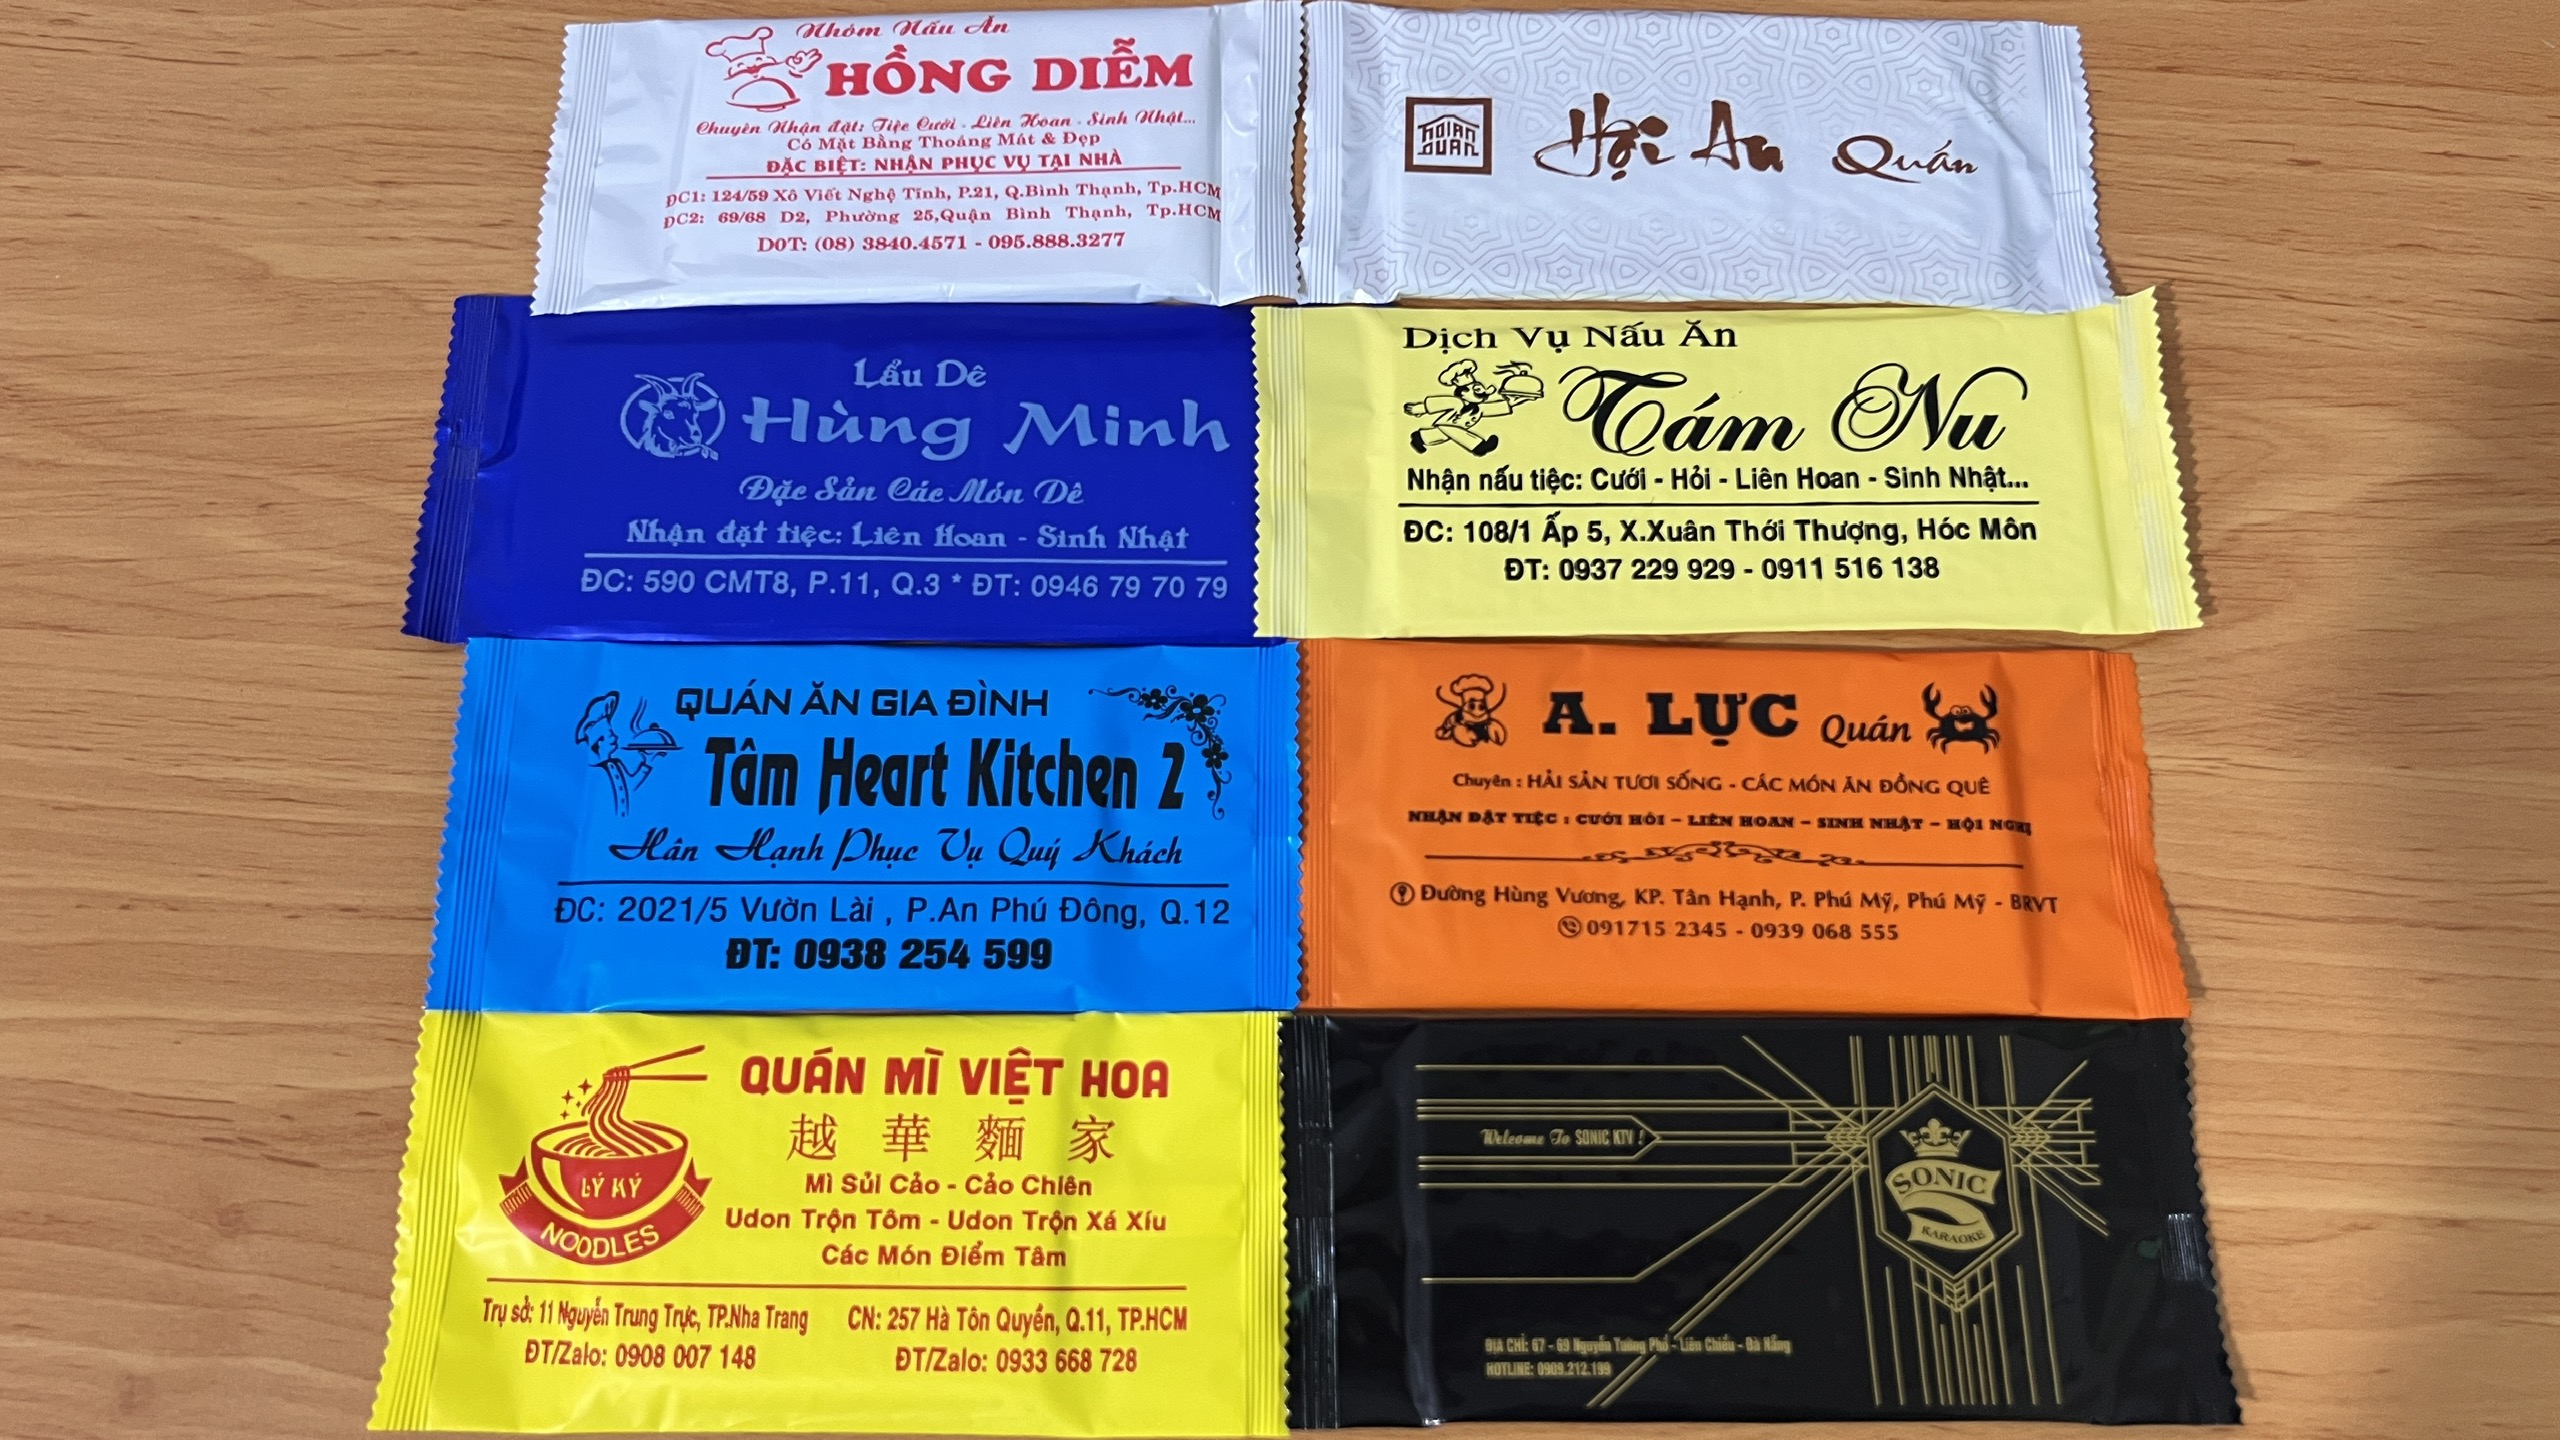 Nhóm Nấu Ăn
HỒNG DIỄM
Chuyên Nhận đặt: Tiệc Cưới - Liên Hoan - Sinh Nhật...
Có Mặt Bằng Thoáng Mát & Đẹp
ĐẶC BIỆT: NHẬN PHỤC VỤ TẠI NHÀ
ĐC1: 124/59 Xô Viết Nghệ Tĩnh, P.21, Q.Bình Thạnh, Tp.HCM
ĐC2: 69/68 D2, Phường 25,Quận Bình Thạnh, Tp.HCM
D0T: (08) 3840.4571 - 095.888.3277
HOIAN
QUAN
Hội An Quán
Lẩu Dê
Hùng Minh
Đặc Sản Các Món Dê
Nhận đặt tiệc: Liên Hoan - Sinh Nhật
ĐC: 590 CMT8, P.11, Q.3 * ĐT: 0946 79 70 79
Dịch Vụ Nấu Ăn
Tám Nu
Nhận nấu tiệc: Cưới - Hỏi - Liên Hoan - Sinh Nhật...
ĐC: 108/1 Ấp 5, X.Xuân Thới Thượng, Hóc Môn
ĐT: 0937 229 929 - 0911 516 138
QUÁN ĂN GIA ĐÌNH
Tâm Heart Kitchen 2
Hân Hạnh Phục Vụ Quý Khách
ĐC: 2021/5 Vườn Lài , P.An Phú Đông, Q.12
ĐT: 0938 254 599
A. LỰC Quán
Chuyên : HẢI SẢN TƯƠI SỐNG - CÁC MÓN ĂN ĐỒNG QUÊ
NHẬN ĐẶT TIỆC : CƯỚI HỎI - LIÊN HOAN - SINH NHẬT - HỘI NGHỊ
Đường Hùng Vương, KP. Tân Hạnh, P. Phú Mỹ, Phú Mỹ - BRVT
091715 2345 - 0939 068 555
LÝ KÝ
NOODLES
QUÁN MÌ VIỆT HOA
越華麵家
Mì Sủi Cảo - Cảo Chiên
Udon Trộn Tôm - Udon Trộn Xá Xíu
Các Món Điểm Tâm
Trụ sở: 11 Nguyễn Trung Trực, TP.Nha Trang
ĐT/Zalo: 0908 007 148
CN: 257 Hà Tôn Quyền, Q.11, TP.HCM
ĐT/Zalo: 0933 668 728
Welcome To SONIC KTV !
SONIC
KARAOKE
ĐỊA CHỈ: 67 - 69 Nguyễn Tường Phổ - Liên Chiểu - Đà Nẵng
HOTLINE: 0909.212.199